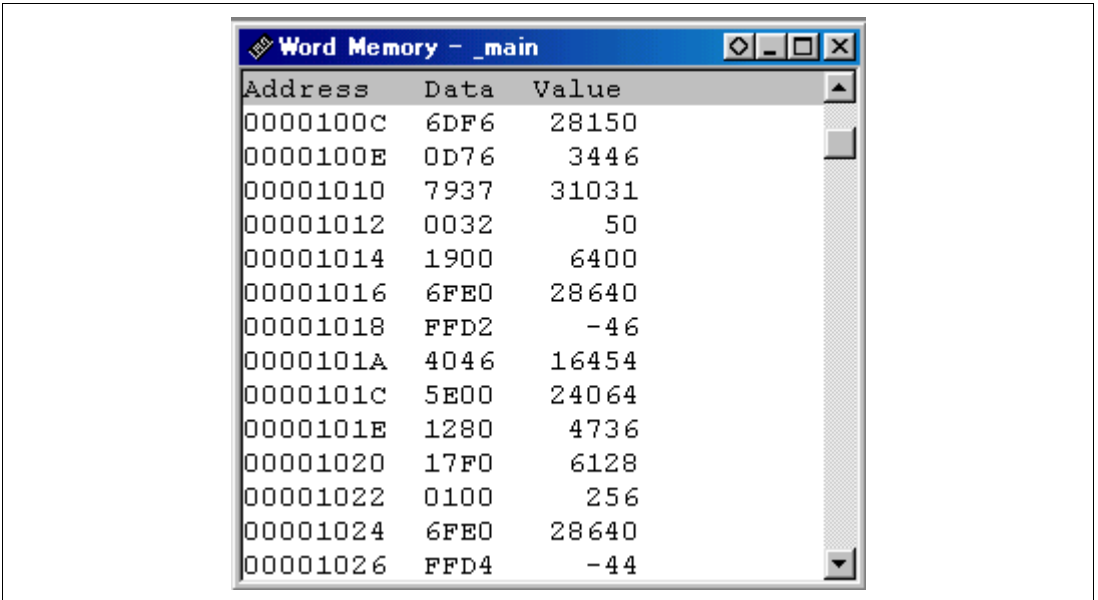 Word Memory - _main
Address Data Value
0000100C 6DF6 28150
0000100E 0D76 3446
00001010 7937 31031
00001012 0032 50
00001014 1900 6400
00001016 6FE0 28640
00001018 FFD2 -46
0000101A 4046 16454
0000101C 5E00 24064
0000101E 1280 4736
00001020 17F0 6128
00001022 0100 256
00001024 6FE0 28640
00001026 FFD4 -44